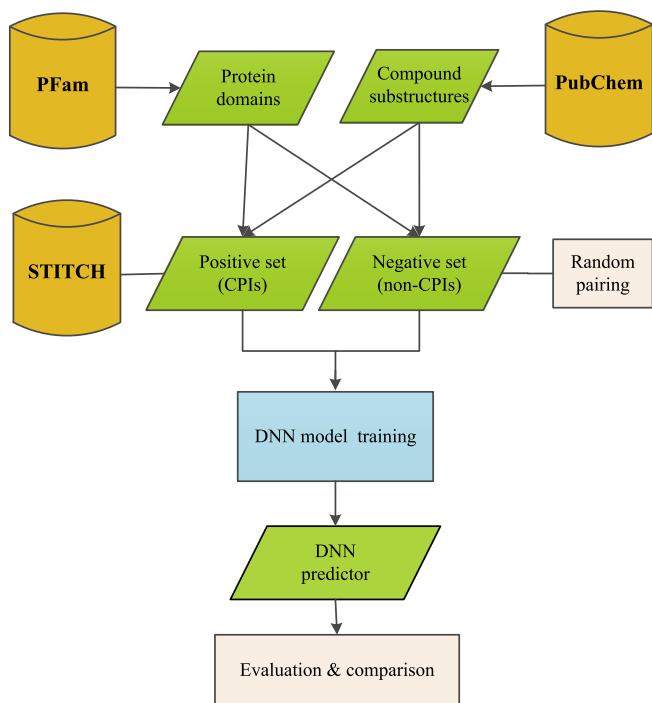 PFam
Protein
domains
Compound
substructures
PubChem
STITCH
Positive set
(CPIs)
Negative set
(non-CPIs)
Random
pairing
DNN model training
DNN
predictor
Evaluation & comparison